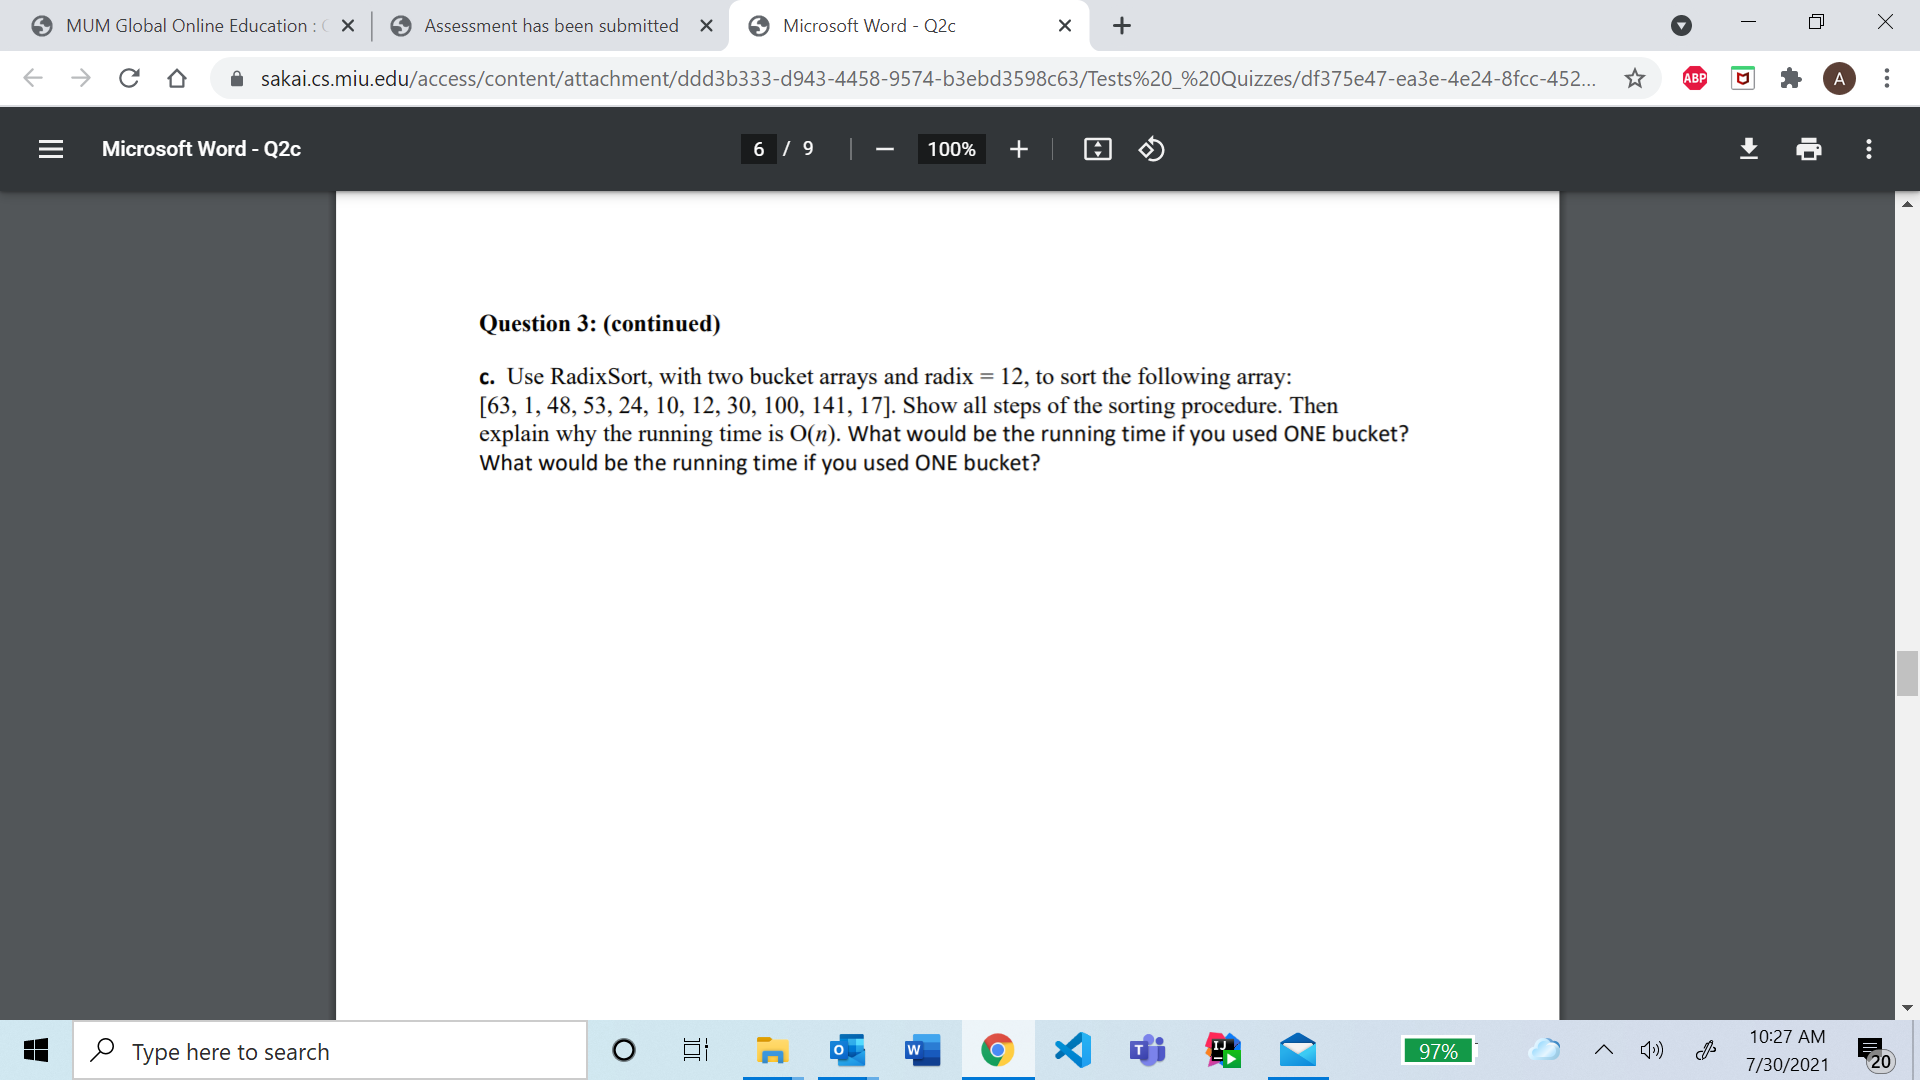 MUM Global Online Education :
Assessment has been submitted
Microsoft Word - Q2c
sakai.cs.miu.edu/access/content/attachment/ddd3b333-d943-4458-9574-b3ebd3598c63/Tests%20_%20Quizzes/df375e47-ea3e-4e24-8fcc-452...
ABP
A
Microsoft Word - Q2c
6 / 9
100%
Question 3: (continued)
c. Use RadixSort, with two bucket arrays and radix = 12, to sort the following array:
[63, 1, 48, 53, 24, 10, 12, 30, 100, 141, 17]. Show all steps of the sorting procedure. Then
explain why the running time is O(n). What would be the running time if you used ONE bucket?
What would be the running time if you used ONE bucket?
Type here to search
97%
10:27 AM
7/30/2021
20